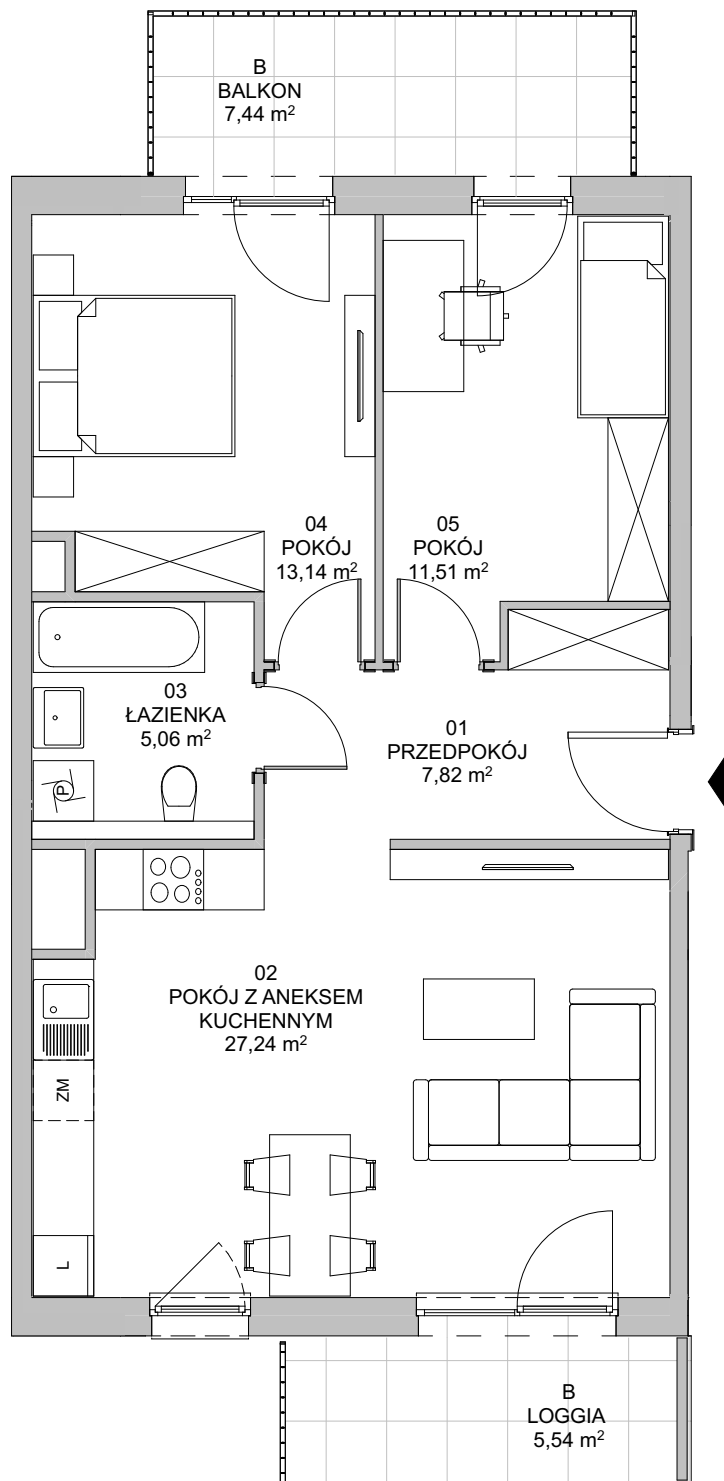 B
BALKON
7,44 m²
04
POKÓJ
13,14 m²
05
POKÓJ
11,51 m²
03
ŁAZIENKA
5,06 m²
01
PRZEDPOKÓJ
7,82 m²
P
02
POKÓJ Z ANEKSEM
KUCHENNYM
27,24 m²
ZM
L
B
LOGGIA
5,54 m²